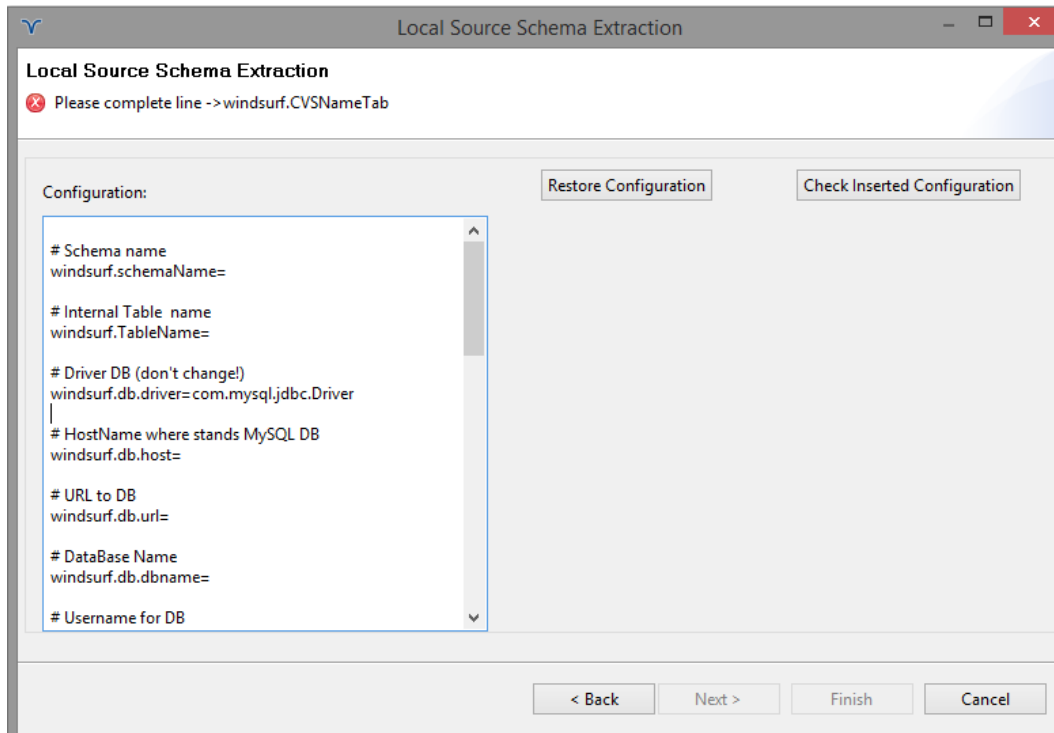 Local Source Schema Extraction
Local Source Schema Extraction
Please complete line ->windsurf.CVSNameTab
Configuration:
Restore Configuration
Check Inserted Configuration
# Schema name
windsurf.schemaName=
# Internal Table  name
windsurf.TableName=
# Driver DB (don't change!)
windsurf.db.driver=com.mysql.jdbc.Driver
# HostName where stands MySQL DB
windsurf.db.host=
# URL to DB
windsurf.db.url=
# DataBase Name
windsurf.db.dbname=
# Username for DB
< Back
Next >
Finish
Cancel